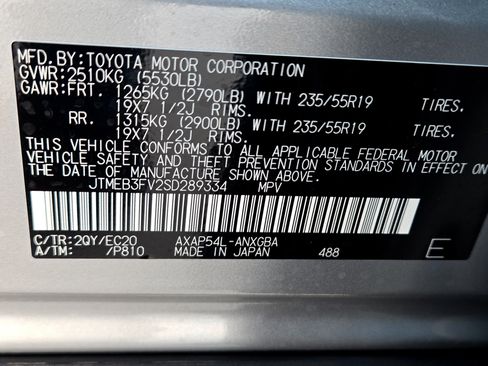 MFD.BY:TOYOTA MOTOR CORPORATION
GVWR:2510KG (5530LB)
GAWR:FRT. 1265KG (2790LB) WITH 235/55R19 TIRES.
19X7 1/2J RIMS.
RR. 1315KG (2900LB) WITH 235/55R19 TIRES.
19X7 1/2J RIMS.
THIS VEHICLE CONFORMS TO ALL APPLICABLE FEDERAL MOTOR
VEHICLE SAFETY AND THEFT PREVENTION STANDARDS IN EFFECT
ON THE DATE OF MANUFACTURE SHOWN ABOVE.
JTMEB3FV2SD289334 MPV
C/TR:2QY/EC20 AXAP54L-ANXGBA
A/TM: /P810 MADE IN JAPAN 488 E